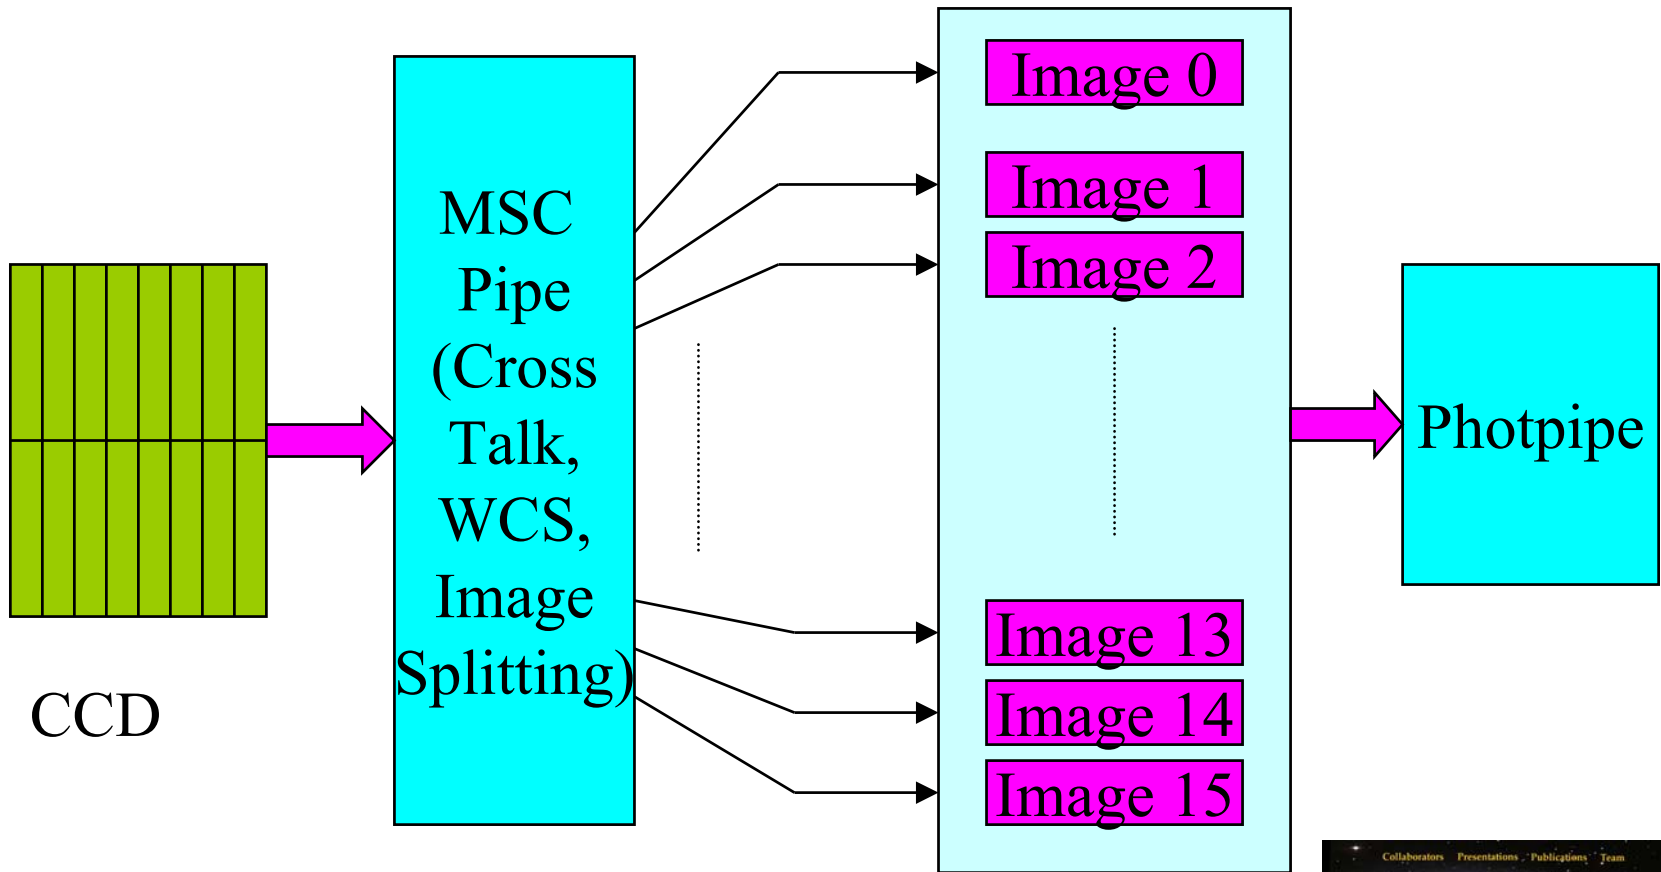 CCD
MSC
Pipe
(Cross
Talk,
WCS,
Image
Splitting)
Image 0
Image 1
Image 2
Image 13
Image 14
Image 15
Photpipe
Collaborators Presentations Publications Team